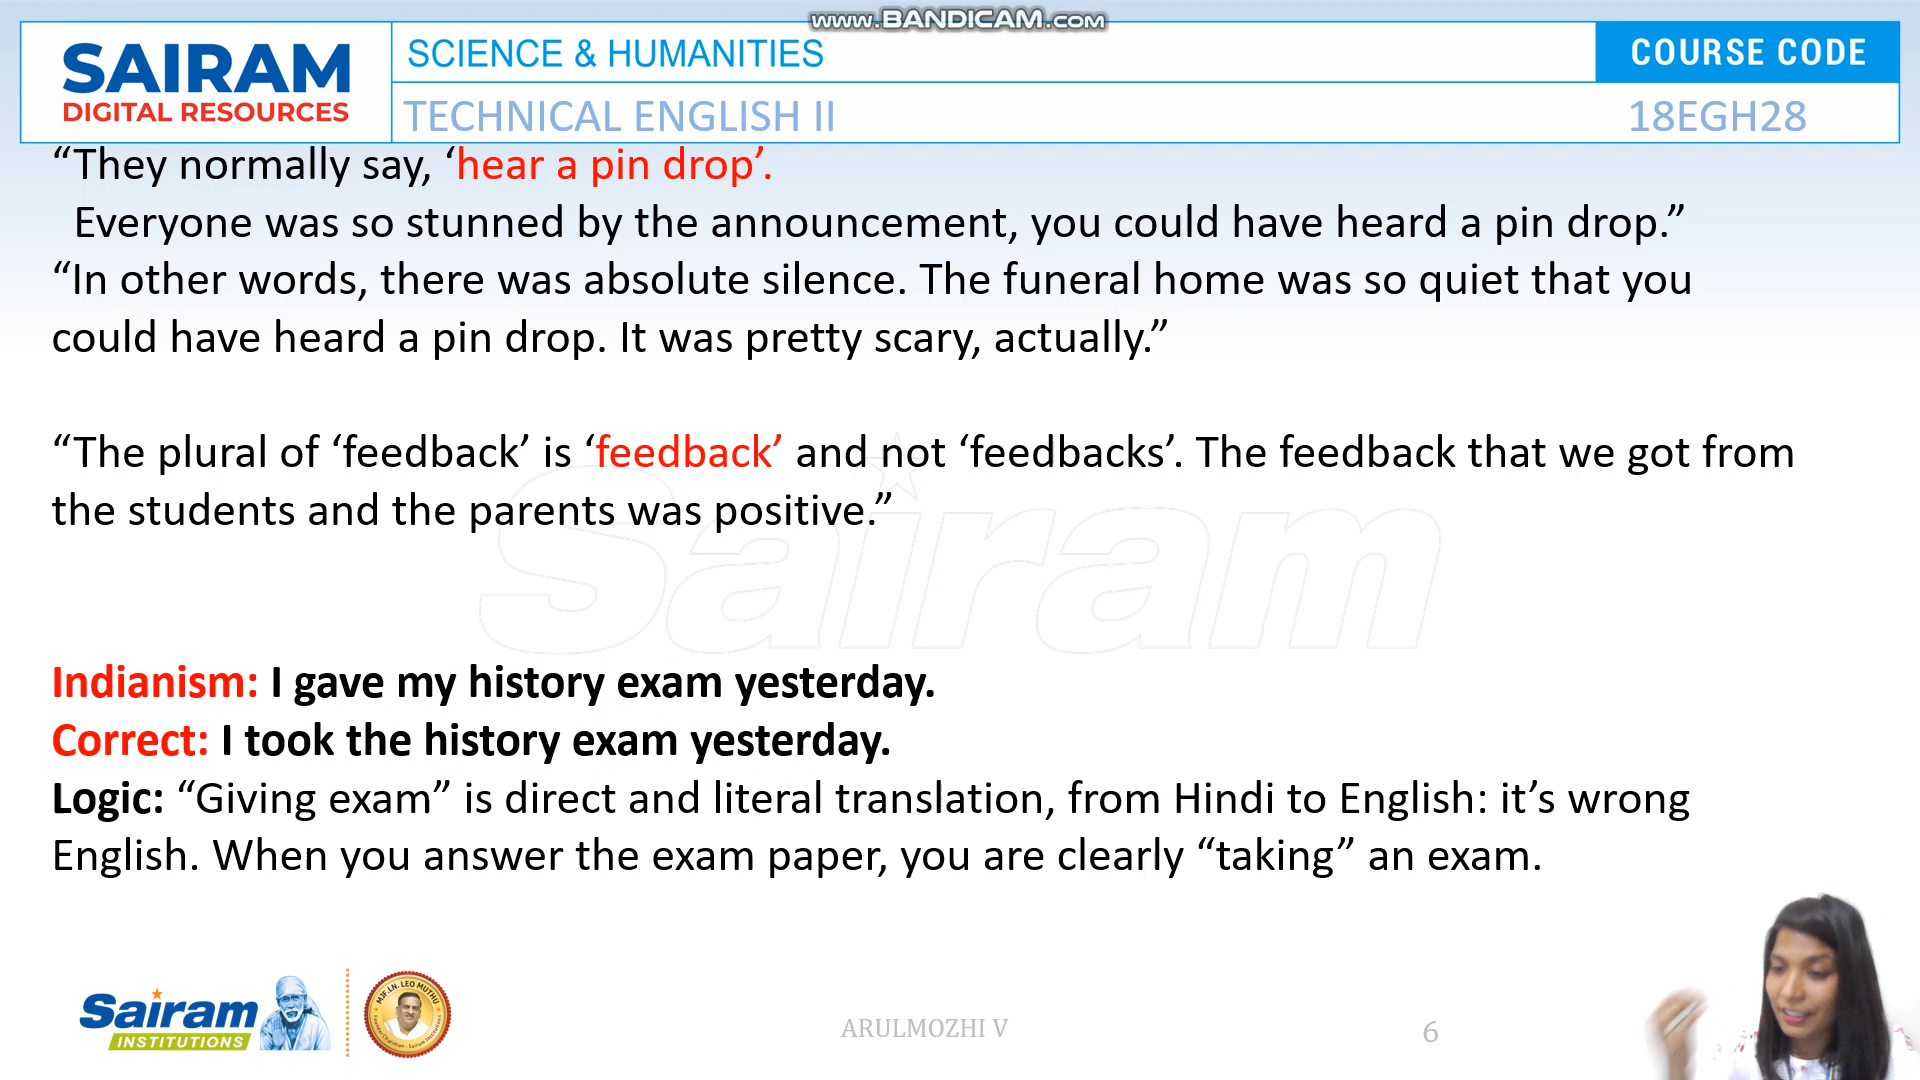 www.BANDICAM.com
SAIRAM
DIGITAL RESOURCES
SCIENCE & HUMANITIES
COURSE CODE
TECHNICAL ENGLISH II
18EGH28
“They normally say, ‘hear a pin drop’.
Everyone was so stunned by the announcement, you could have heard a pin drop.”
“In other words, there was absolute silence. The funeral home was so quiet that you
could have heard a pin drop. It was pretty scary, actually.”
“The plural of ‘feedback’ is ‘feedback’ and not ‘feedbacks’. The feedback that we got from
the students and the parents was positive.”
Sairam
Indianism: I gave my history exam yesterday.
Correct: I took the history exam yesterday.
Logic: “Giving exam” is direct and literal translation, from Hindi to English: it’s wrong
English. When you answer the exam paper, you are clearly “taking” an exam.
Sairam
INSTITUTIONS
MJF.LN. LEO MUTHU
ARULMOZHI V
6